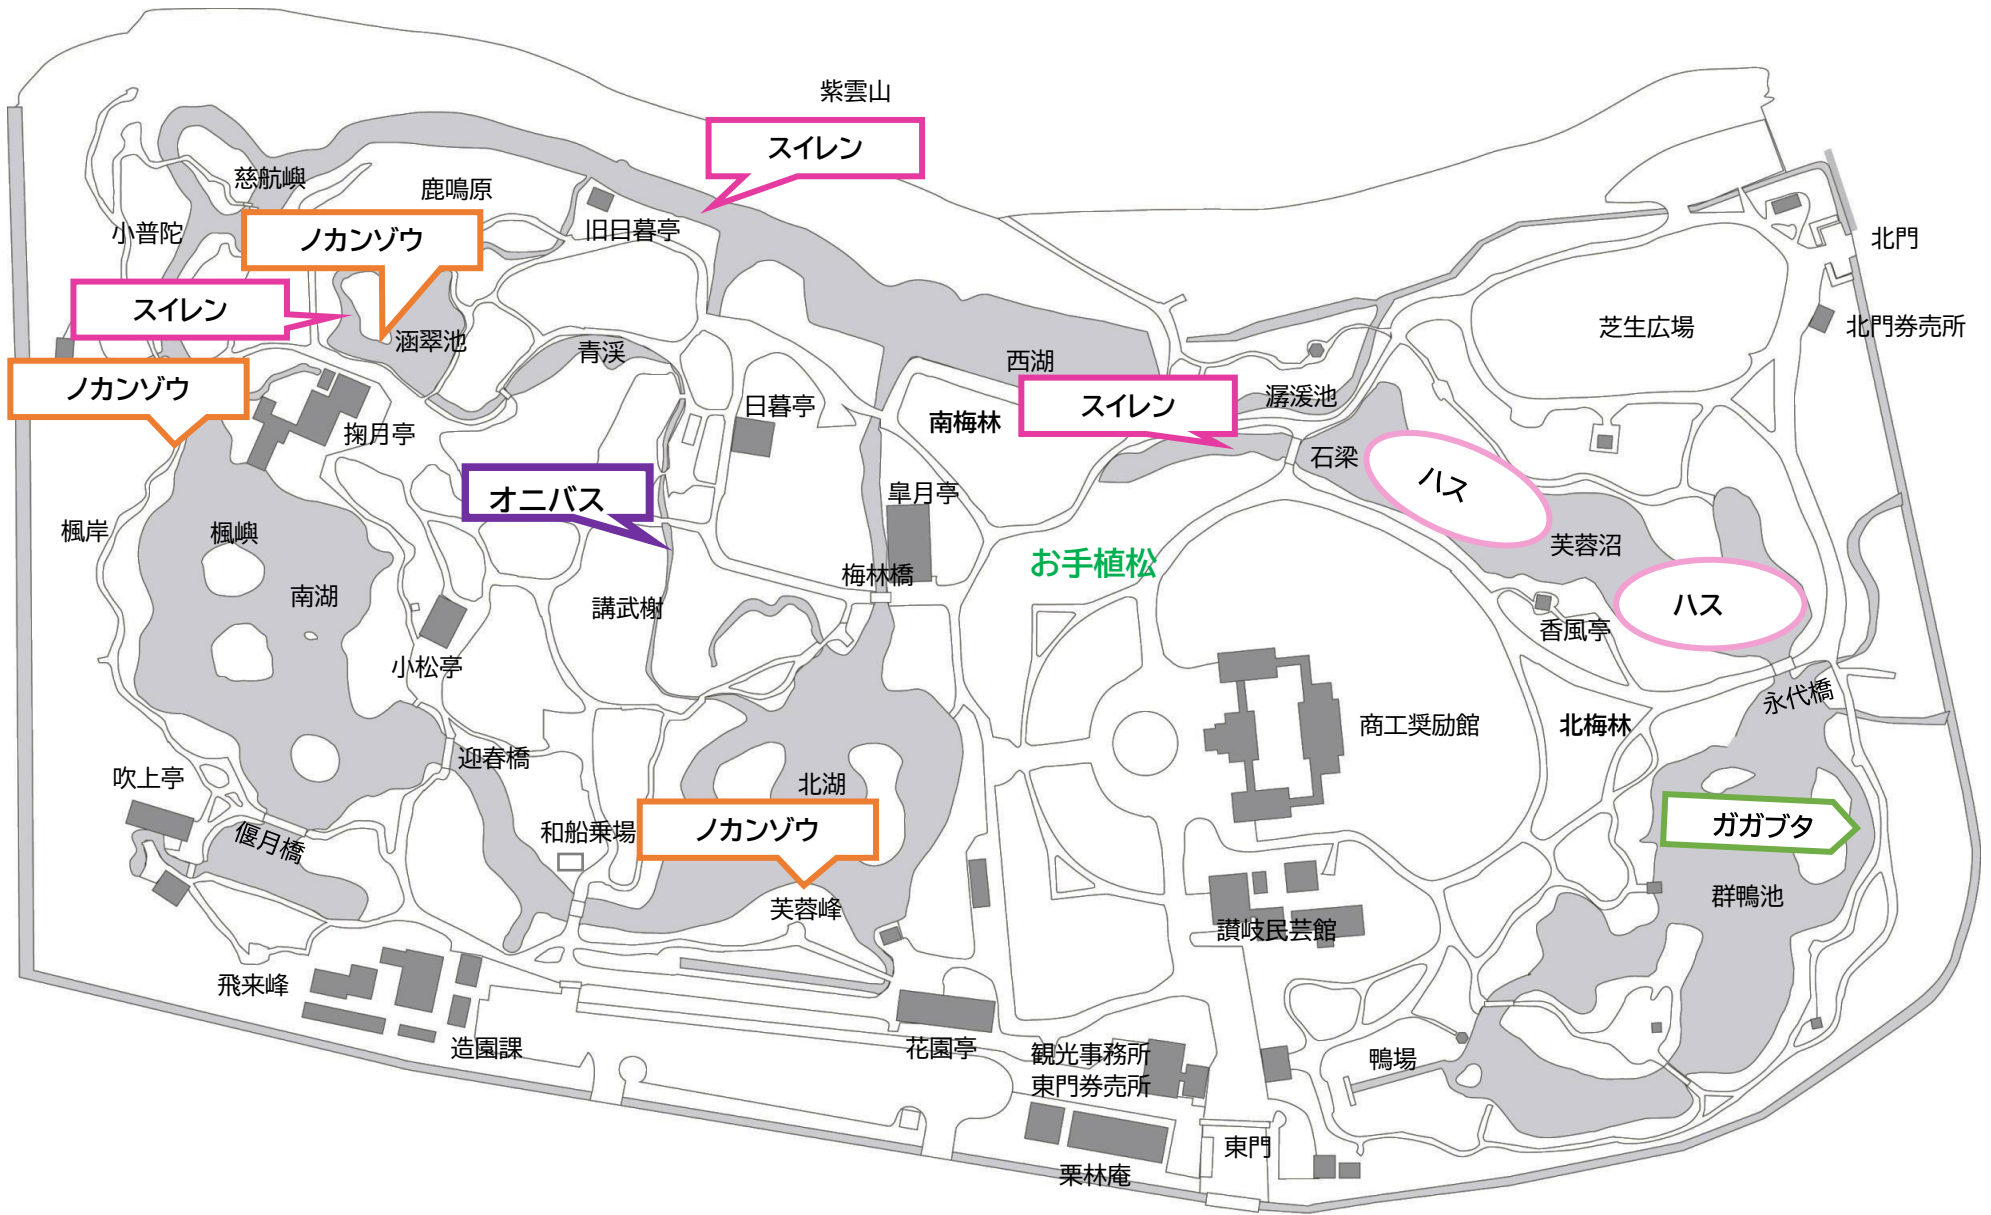 紫雲山
スイレン
慈航嶼
鹿鳴原
小普陀
ノカンゾウ
旧日暮亭
北門
スイレン
涵翠池
青渓
西湖
芝生広場
北門券売所
ノカンゾウ
掬月亭
日暮亭
南梅林
スイレン
潺湲池
石梁
ハス
オニバス
皐月亭
楓岸
楓嶼
南湖
お手植松
芙蓉沼
梅林橋
講武榭
ハス
香風亭
小松亭
永代橋
商工奨励館
北梅林
迎春橋
吹上亭
北湖
偃月橋
和船乗場
ノカンゾウ
ガガブタ
芙蓉峰
群鴨池
讃岐民芸館
飛来峰
造園課
花園亭
観光事務所
東門券売所
鴨場
東門
栗林庵